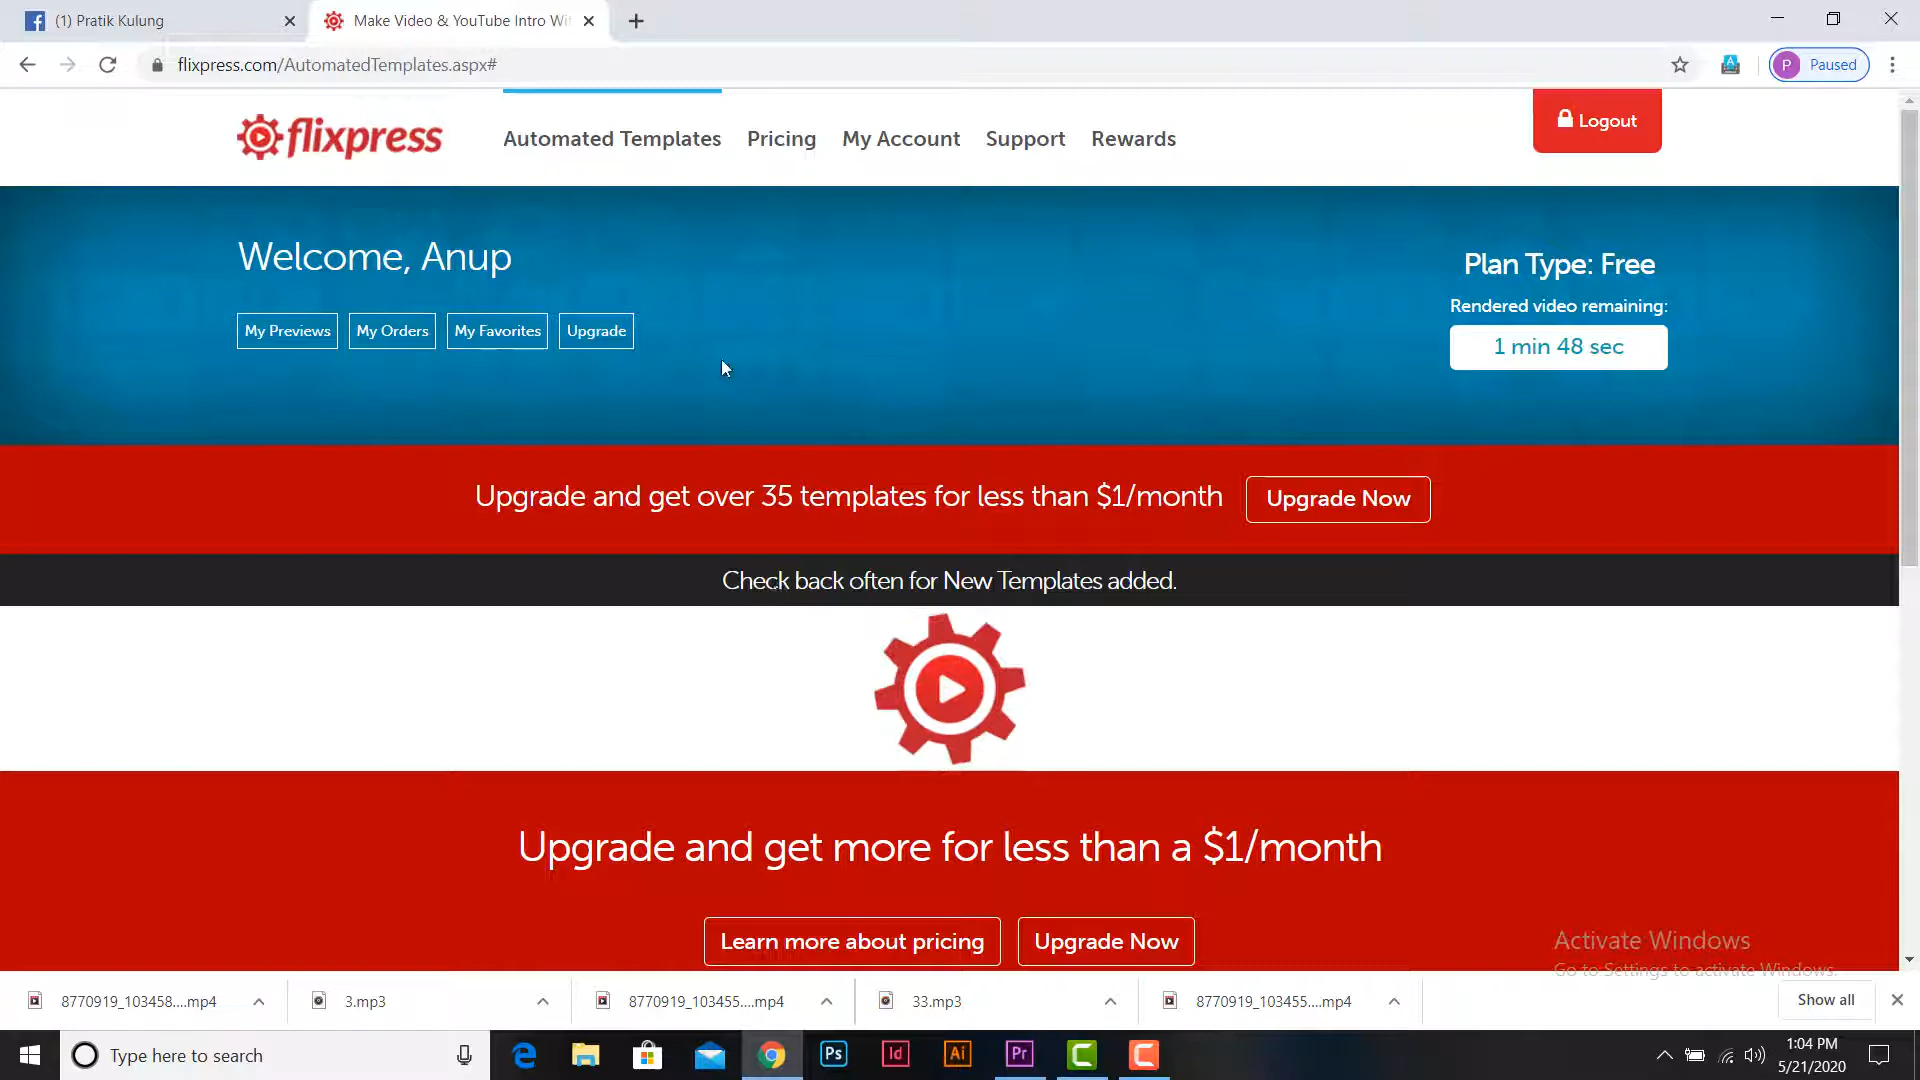 (1) Pratik Kulung
Make Video & YouTube Intro Wit
flixpress.com/AutomatedTemplates.aspx#
P Paused
flixpress
Automated Templates Pricing My Account Support Rewards
Logout
Welcome, Anup
My Previews My Orders My Favorites Upgrade
Plan Type: Free
Rendered video remaining:
1 min 48 sec
Upgrade and get over 35 templates for less than $1/month
Upgrade Now
Check back often for New Templates added.
Upgrade and get more for less than a $1/month
Learn more about pricing Upgrade Now
Activate Windows
Go to Settings to activate Windows.
8770919_103458....mp4 3.mp3 8770919_103455....mp4 33.mp3 8770919_103455....mp4 Show all
Type here to search
Ps Id Ai Pr
1:04 PM
5/21/2020